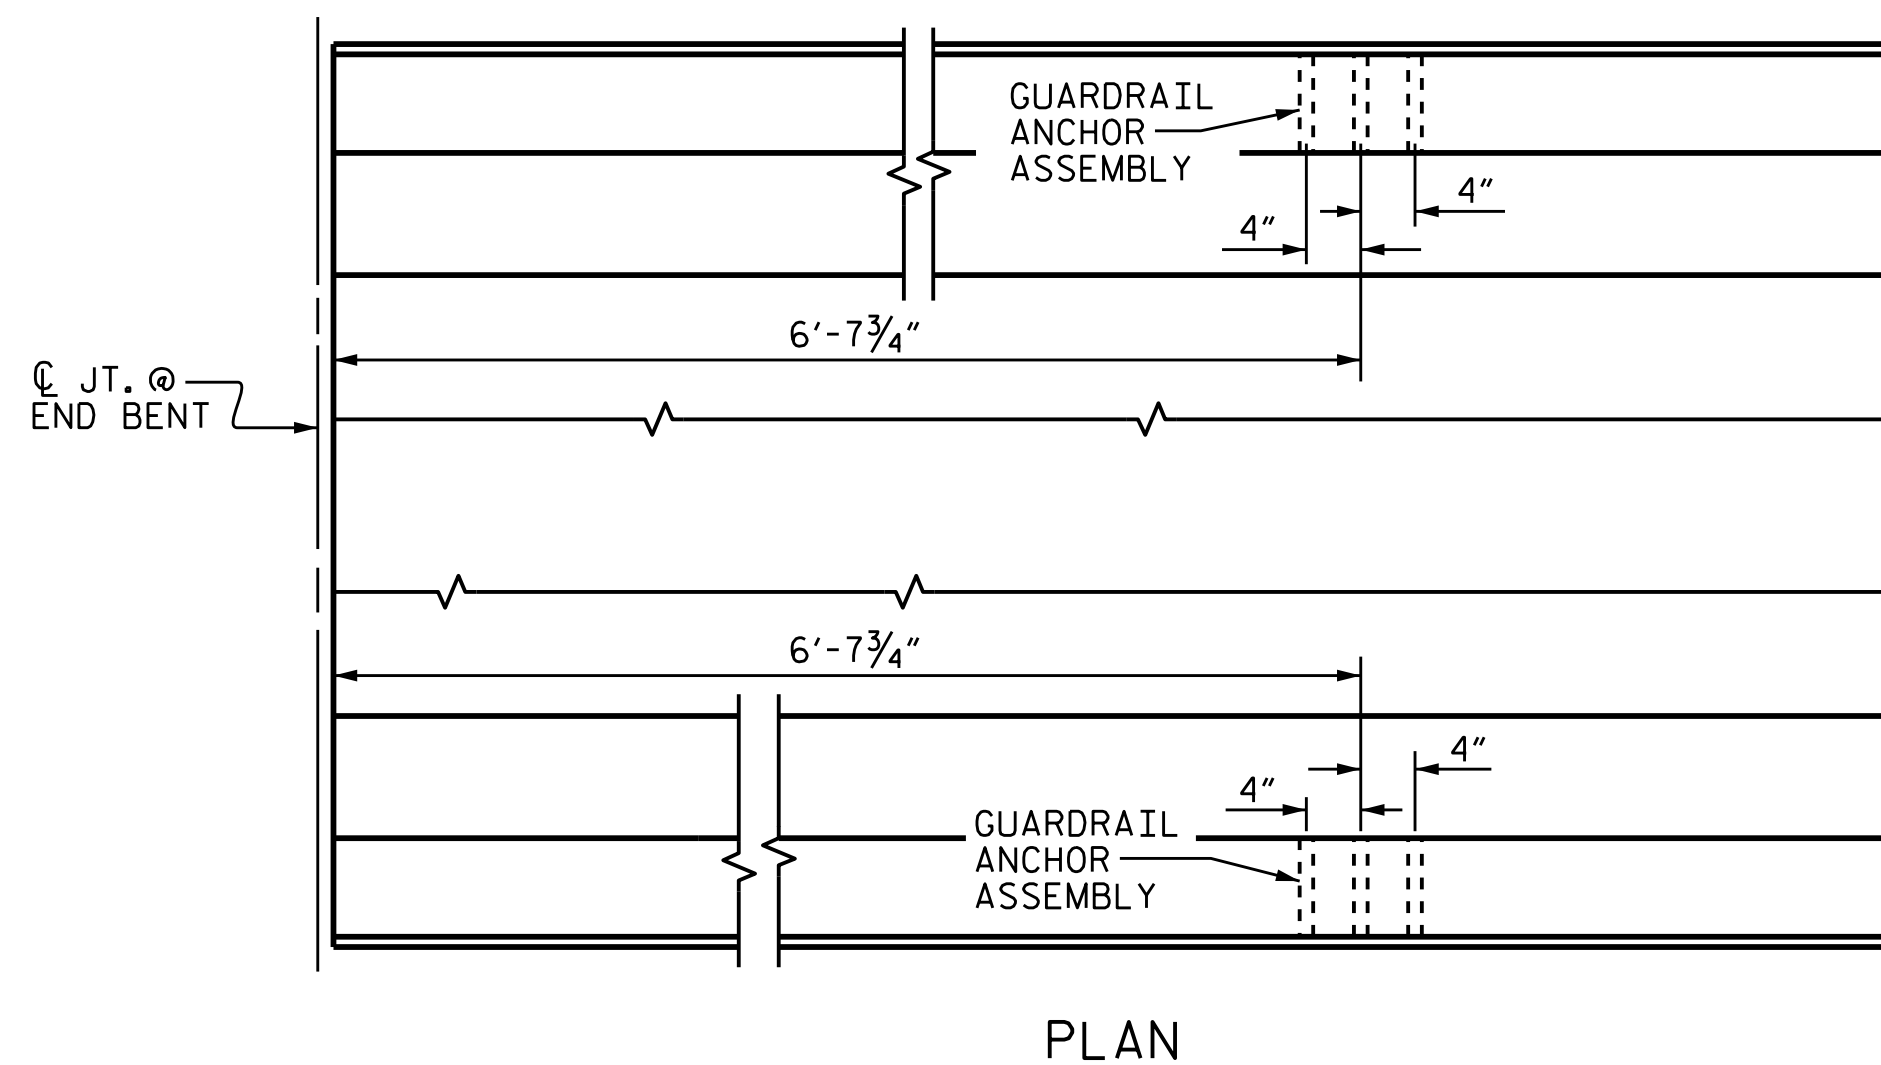 GUARDRAIL
ANCHOR
ASSEMBLY
4"
4"
6'-7¾"
℄ JT. @
END BENT
6'-7¾"
4"
4"
GUARDRAIL
ANCHOR
ASSEMBLY
PLAN